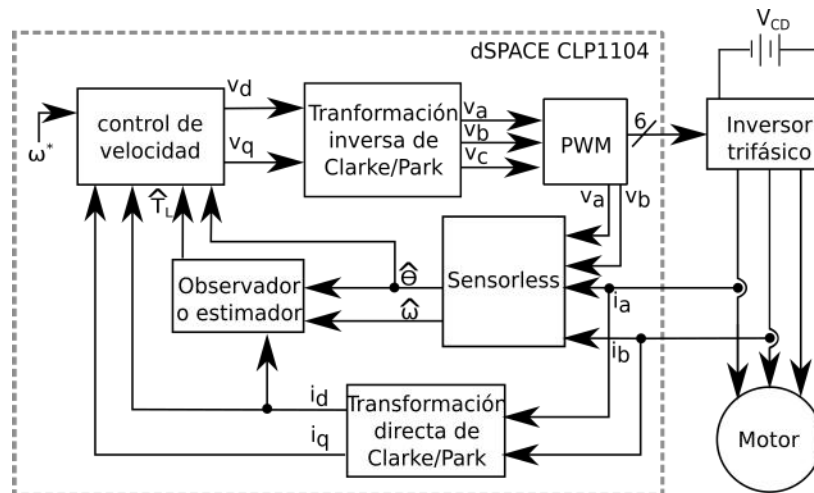 V_CD
dSPACE CLP1104
control de
velocidad
v_d
v_q
Tranformación
inversa de
Clarke/Park
v_a
v_b
v_c
PWM
6
Inversor
trifásico
ω*
T̂_L
v_a
v_b
Observador
o estimador
θ̂
ω̂
Sensorless
i_a
i_b
i_d
i_q
Transformación
directa de
Clarke/Park
Motor